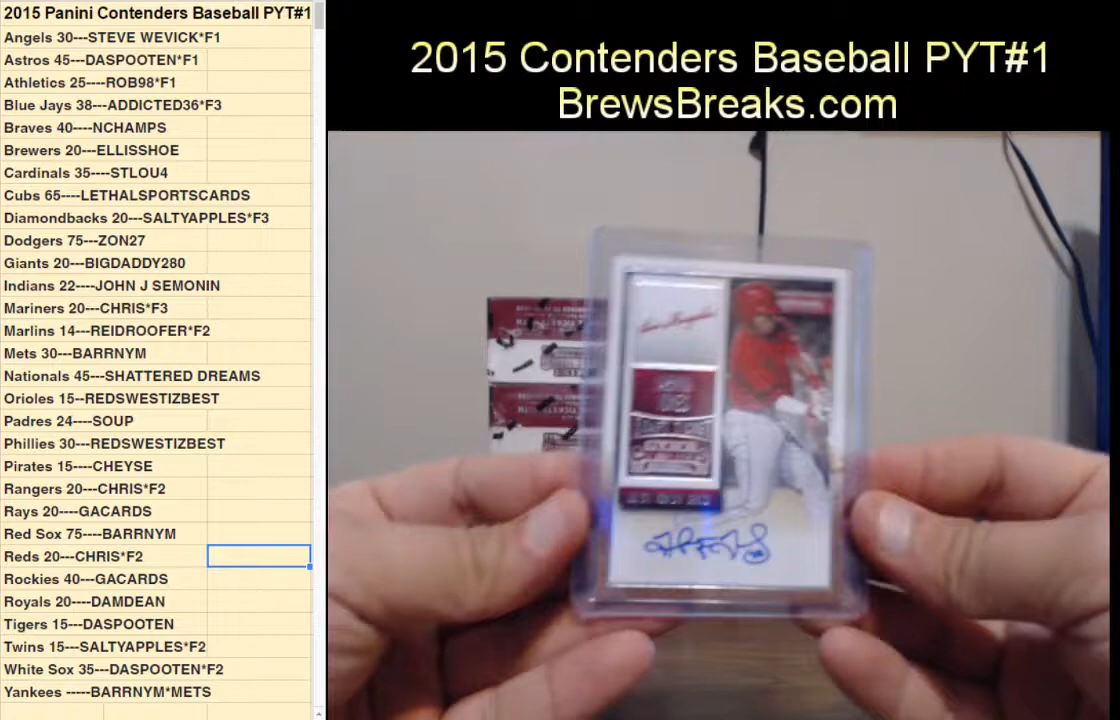 2015 Panini Contenders Baseball PYT#1
Angels 30---STEVE WEVICK*F1
Astros 45----DASPOOTEN*F1
Athletics 25----ROB98*F1
Blue Jays 38---ADDICTED36*F3
Braves 40----NCHAMPS
Brewers 20---ELLISSHOE
Cardinals 35----STLOU4
Cubs 65----LETHALSPORTSCARDS
Diamondbacks 20---SALTYAPPLES*F3
Dodgers 75---ZON27
Giants 20---BIGDADDY280
Indians 22----JOHN J SEMONIN
Mariners 20---CHRIS*F3
Marlins 14---REIDROOFER*F2
Mets 30---BARRNYM
Nationals 45---SHATTERED DREAMS
Orioles 15--REDSWESTIZBEST
Padres 24----SOUP
Phillies 30---REDSWESTIZBEST
Pirates 15----CHEYSE
Rangers 20---CHRIS*F2
Rays 20----GACARDS
Red Sox 75---BARRNYM
Reds 20---CHRIS*F2
Rockies 40---GACARDS
Royals 20----DAMDEAN
Tigers 15---DASPOOTEN
Twins 15---SALTYAPPLES*F2
White Sox 35---DASPOOTEN*F2
Yankees -----BARRNYM*METS
2015 Contenders Baseball PYT#1
BrewsBreaks.com